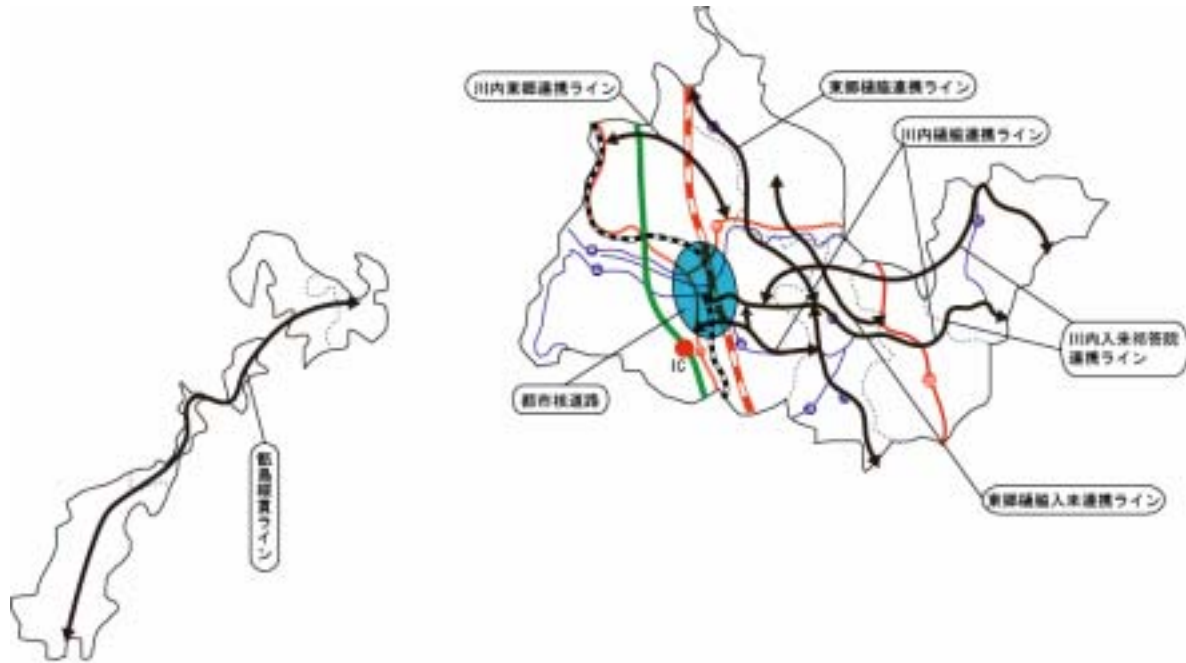 川内東郷連携ライン
東郷樋脇連携ライン
川内樋脇連携ライン
川内入来祁答院
連携ライン
IC
都市核道路
甑島縦貫ライン
東郷樋脇入来連携ライン